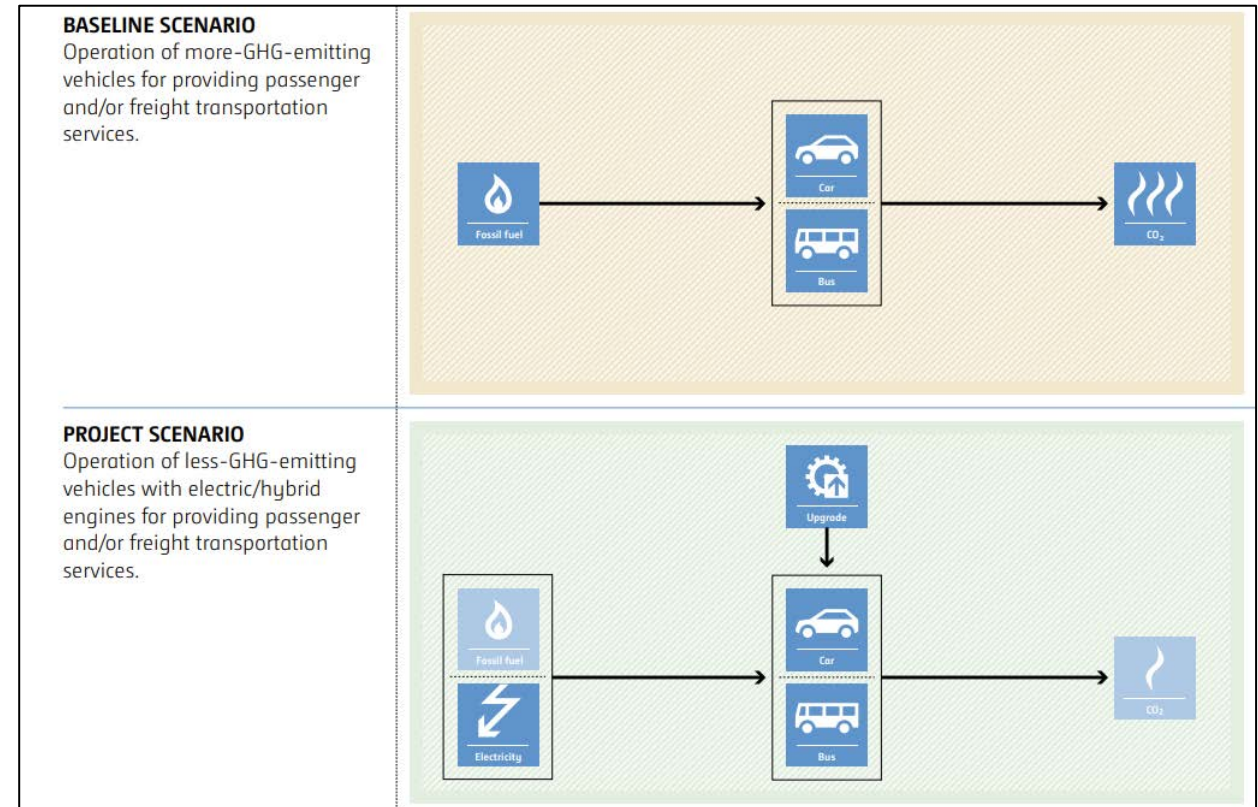 BASELINE SCENARIO
Operation of more-GHG-emitting
vehicles for providing passenger
and/or freight transportation
services.
Fossil fuel
Car
Bus
CO₂
PROJECT SCENARIO
Operation of less-GHG-emitting
vehicles with electric/hybrid
engines for providing passenger
and/or freight transportation
services.
Upgrade
Fossil fuel
Electricity
Car
Bus
CO₂